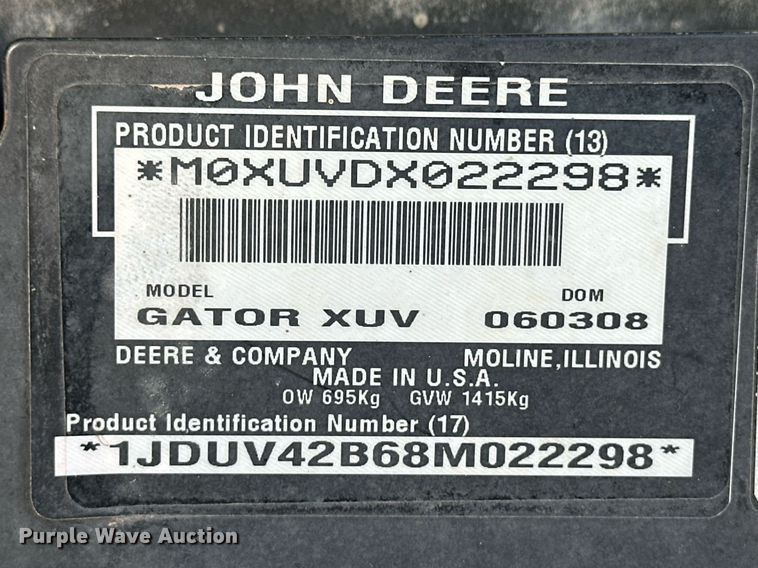 JOHN DEERE
PRODUCT IDENTIFICATION NUMBER (13)
*M0XUVDX022298*
MODEL DOM
GATOR XUV 060308
DEERE & COMPANY MOLINE, ILLINOIS
MADE IN U.S.A.
OW 695Kg GVW 1415Kg
Product Identification Number (17)
*1JDUV42B68M022298*
Purple Wave Auction